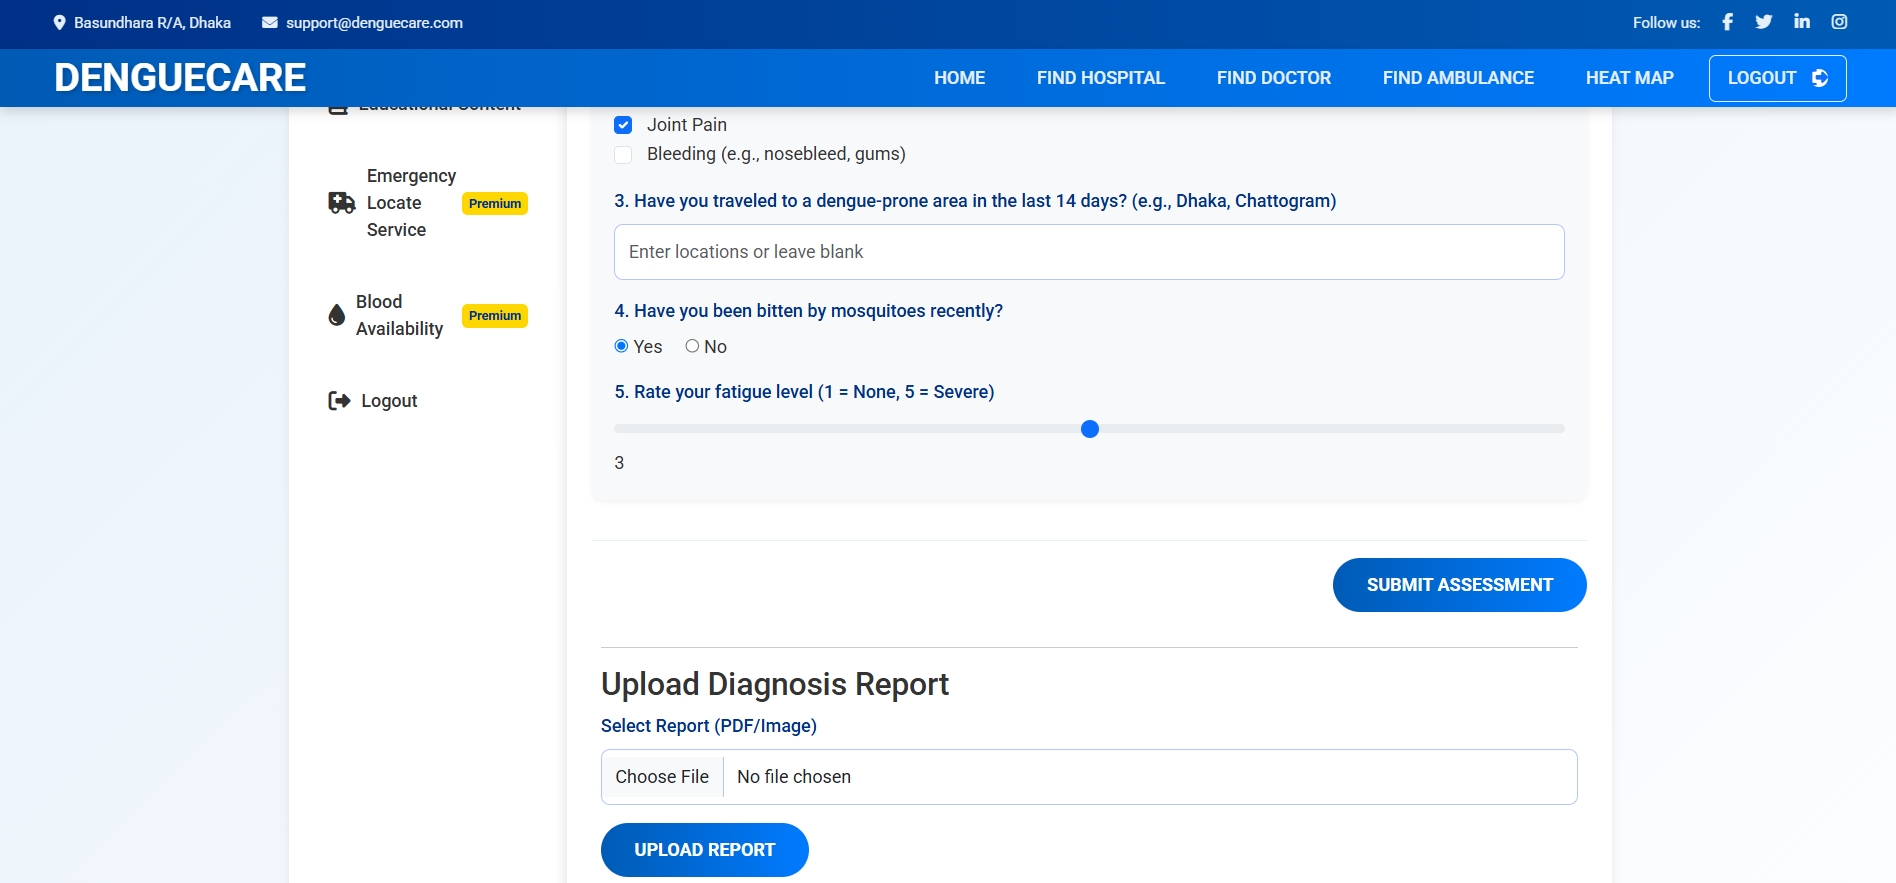 Basundhara R/A, Dhaka
support@denguecare.com
Follow us:
DENGUECARE
HOME
FIND HOSPITAL
FIND DOCTOR
FIND AMBULANCE
HEAT MAP
LOGOUT
Educational Content
Emergency
Locate
Service
Premium
Blood
Availability
Premium
Logout
Joint Pain
Bleeding (e.g., nosebleed, gums)
3. Have you traveled to a dengue-prone area in the last 14 days? (e.g., Dhaka, Chattogram)
Enter locations or leave blank
4. Have you been bitten by mosquitoes recently?
Yes No
5. Rate your fatigue level (1 = None, 5 = Severe)
3
SUBMIT ASSESSMENT
Upload Diagnosis Report
Select Report (PDF/Image)
Choose File No file chosen
UPLOAD REPORT